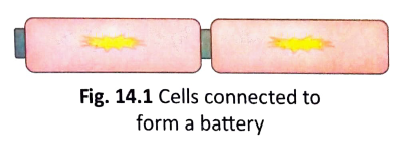 Fig. 14.1 Cells connected to
form a battery